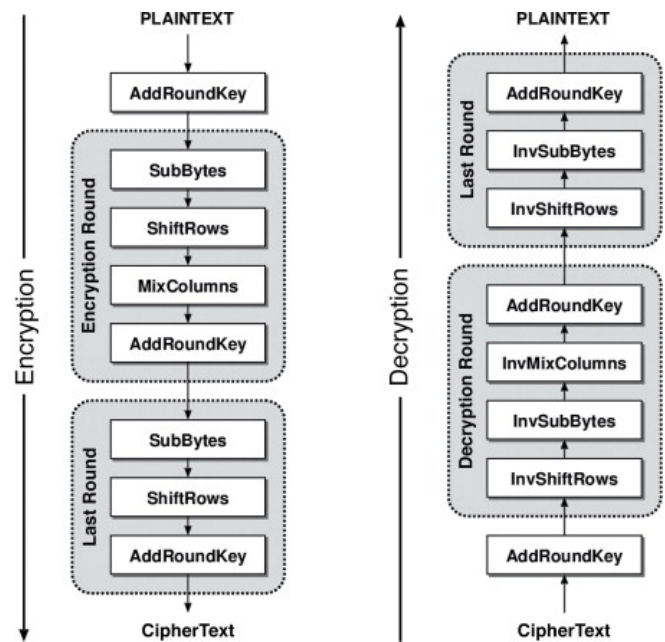 Encryption
PLAINTEXT
AddRoundKey
Encryption Round
SubBytes
ShiftRows
MixColumns
AddRoundKey
Last Round
SubBytes
ShiftRows
AddRoundKey
CipherText
Decryption
PLAINTEXT
Last Round
AddRoundKey
InvSubBytes
InvShiftRows
Decryption Round
AddRoundKey
InvMixColumns
InvSubBytes
InvShiftRows
AddRoundKey
CipherText